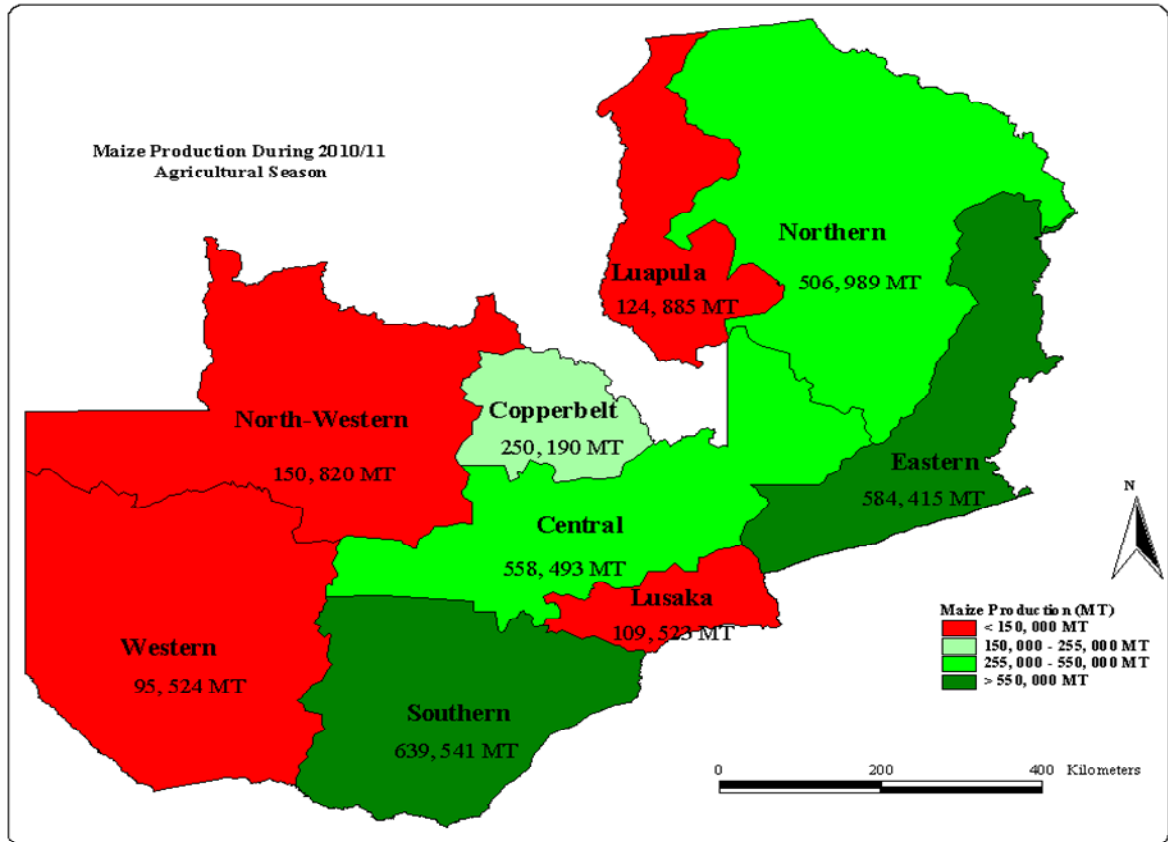 Maize Production During 2010/11
Agricultural Season
Northern
506, 989 MT
Luapula
124, 885 MT
North-Western
150, 820 MT
Copperbelt
250, 190 MT
Eastern
584, 415 MT
Central
558, 493 MT
Lusaka
109, 523 MT
Western
95, 524 MT
Southern
639, 541 MT
N
Maize Production (MT)
< 150, 000 MT
150, 000 - 255, 000 MT
255, 000 - 550, 000 MT
> 550, 000 MT
0 200 400 Kilometers